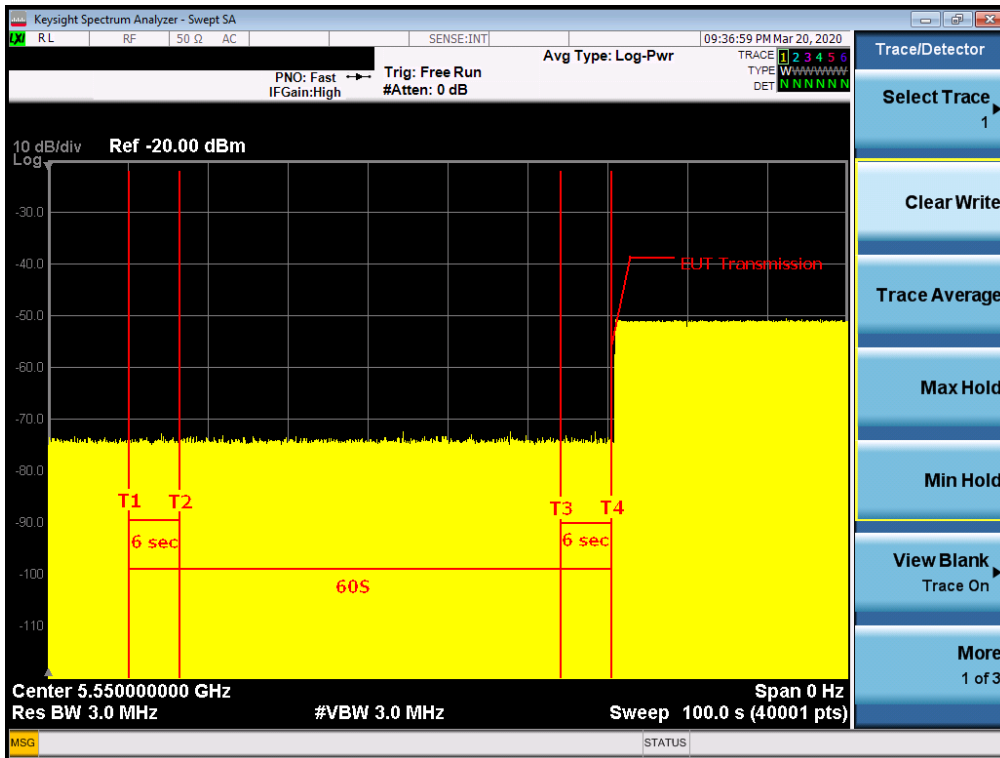 Keysight Spectrum Analyzer - Swept SA
LXI RL RF 50 Ω AC SENSE:INT 09:36:59 PM Mar 20, 2020
Avg Type: Log-Pwr TRACE 1 2 3 4 5 6
PNO: Fast Trig: Free Run TYPE WWWWWW
IFGain:High #Atten: 0 dB DET N N N N N N
Trace/Detector
Select Trace
1
Clear Write
Trace Average
Max Hold
Min Hold
View Blank
Trace On
More
1 of 3
10 dB/div Ref -20.00 dBm
Log
-30.0
-40.0
EUT Transmission
-50.0
-60.0
-70.0
-80.0
T1 T2 T3 T4
-90.0
6 sec 6 sec
-100
60S
-110
Center 5.550000000 GHz Span 0 Hz
Res BW 3.0 MHz #VBW 3.0 MHz Sweep 100.0 s (40001 pts)
MSG STATUS